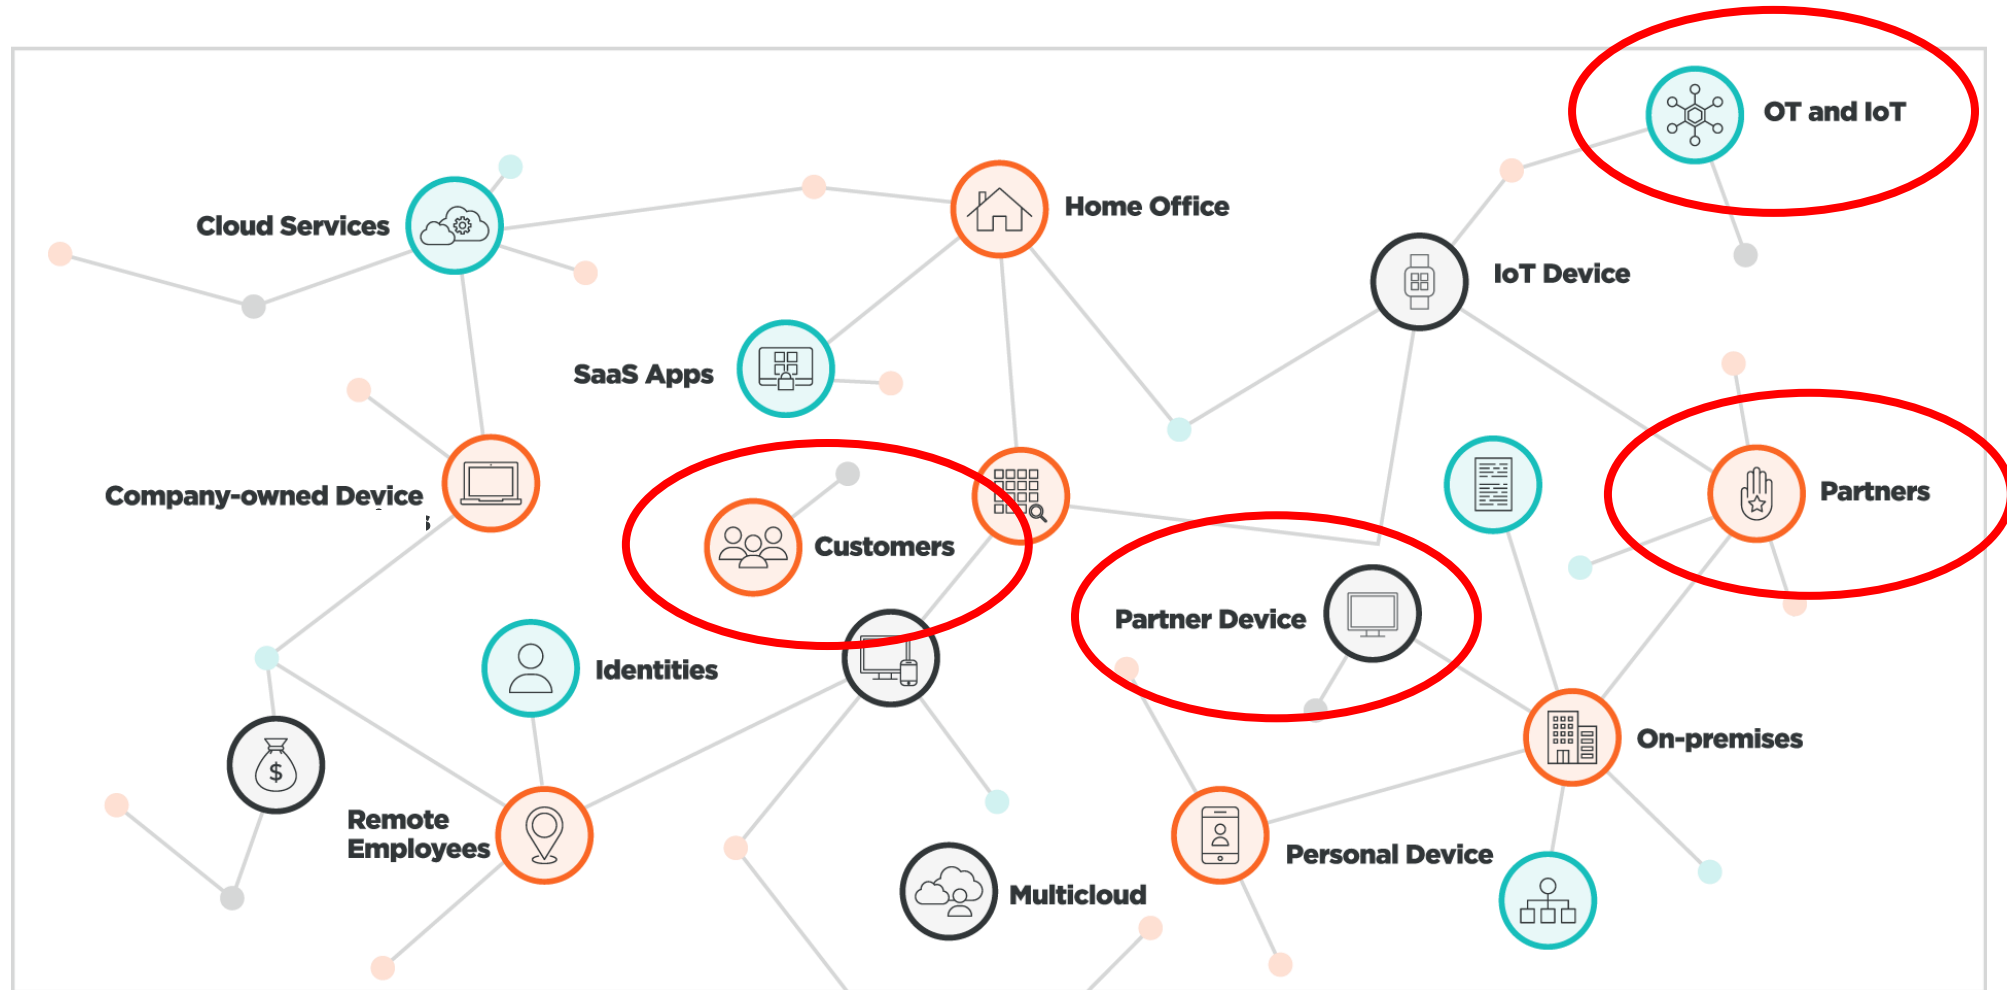 OT and IoT
Cloud Services
Home Office
IoT Device
SaaS Apps
Company-owned Device
s
Customers
Partners
Partner Device
Identities
On-premises
$
Remote
Employees
Personal Device
Multicloud